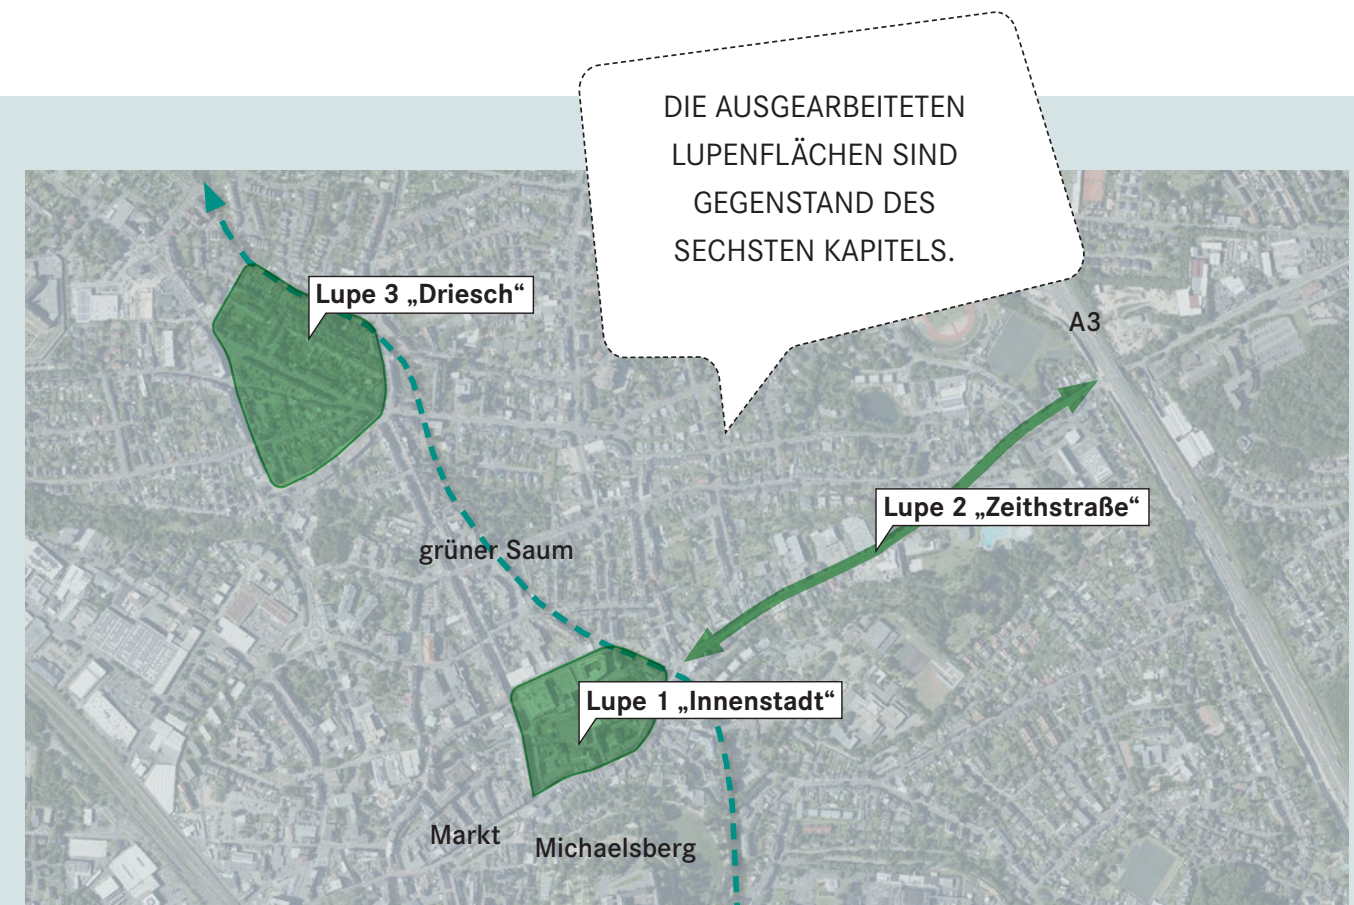 DIE AUSGEARBEITETEN
LUPENFLÄCHEN SIND
GEGENSTAND DES
SECHSTEN KAPITELS.
Lupe 3 „Driesch“
A3
Lupe 2 „Zeithstraße“
grüner Saum
Lupe 1 „Innenstadt“
Markt
Michaelsberg